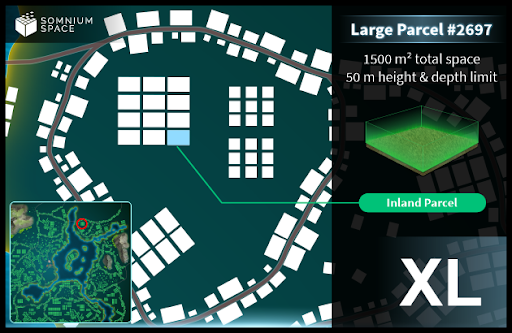 SOMNIUM
SPACE
Large Parcel #2697
1500 m² total space
50 m height & depth limit
Inland Parcel
XL